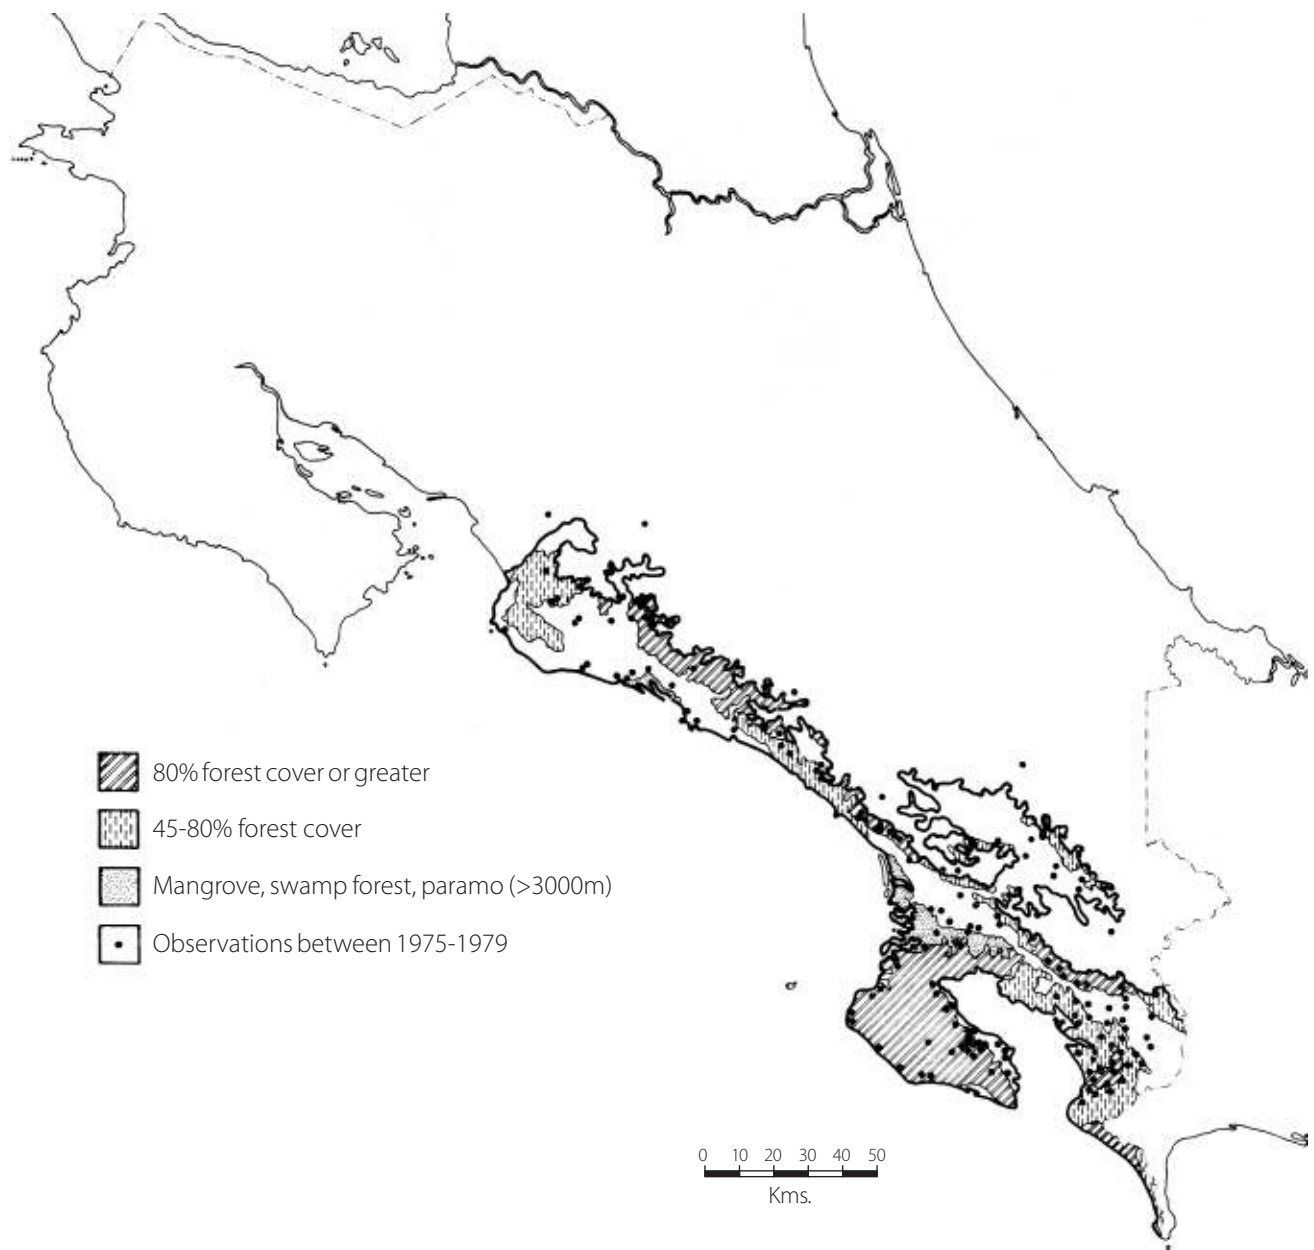 80% forest cover or greater
45-80% forest cover
Mangrove, swamp forest, paramo (>3000m)
Observations between 1975-1979
0 10 20 30 40 50
Kms.